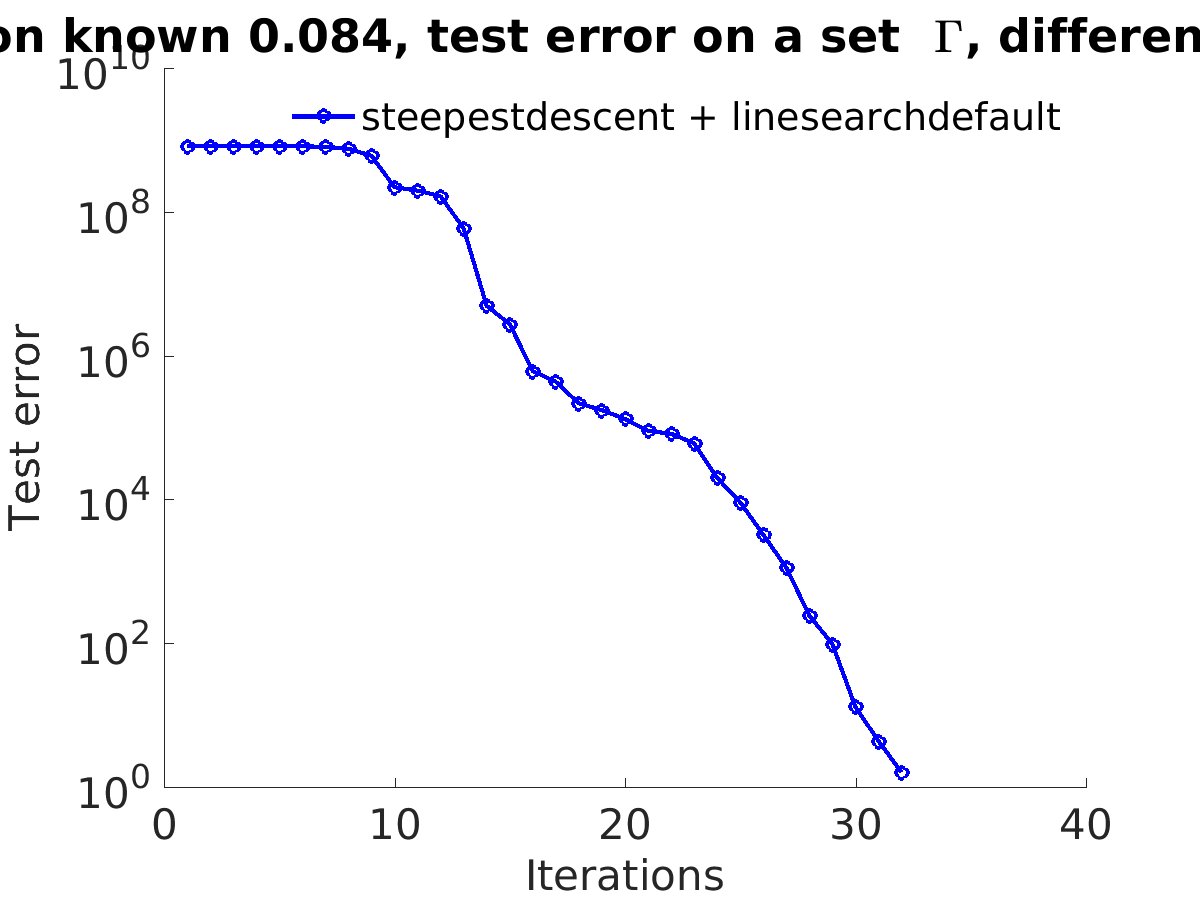 on known 0.084, test error on a set Γ, differen
10^10
steepestdescent + linesearchdefault
10^8
10^6
10^4
10^2
10^0
Test error
0 10 20 30 40
Iterations